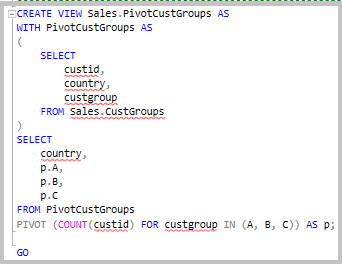 CREATE VIEW Sales.PivotCustGroups AS
WITH PivotCustGroups AS
(
SELECT
custid,
country,
custgroup
FROM Sales.CustGroups
)
SELECT
country,
p.A,
p.B,
p.C
FROM PivotCustGroups
PIVOT (COUNT(custid) FOR custgroup IN (A, B, C)) AS p;
GO